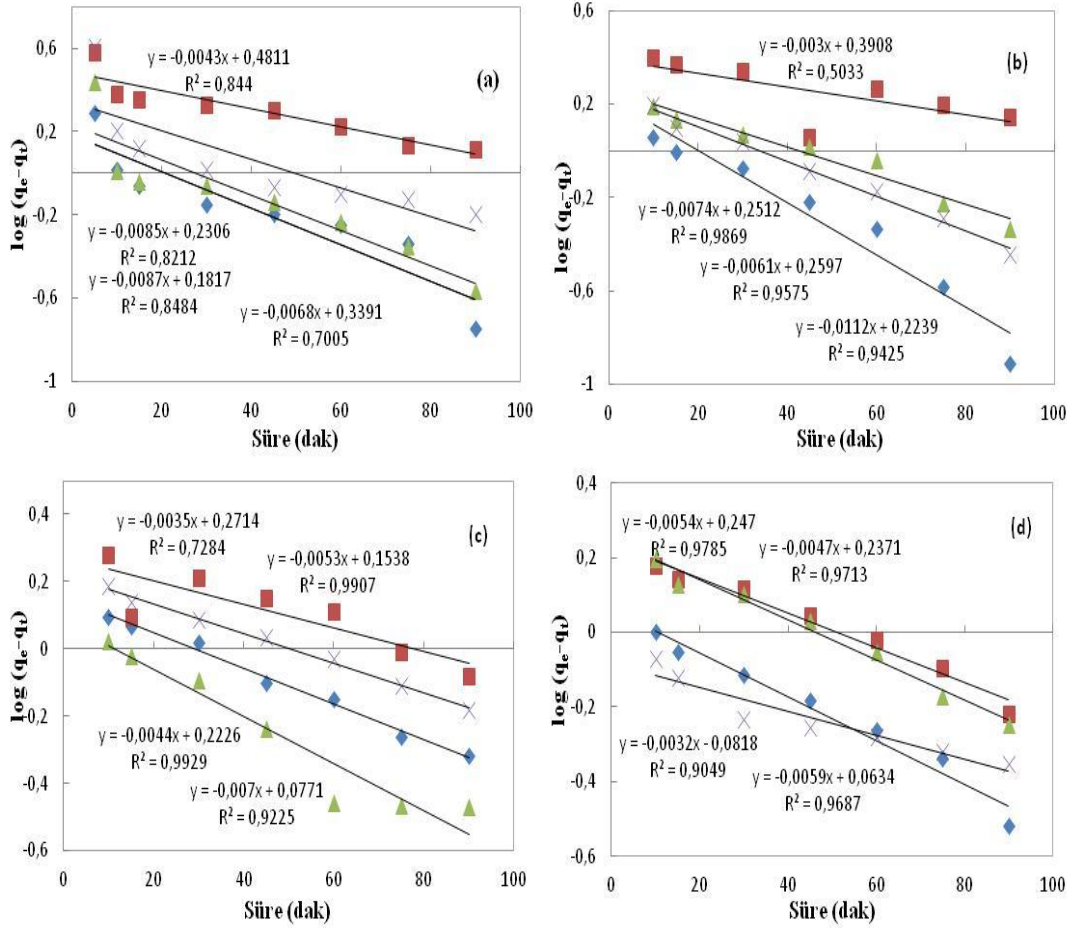 0,6
0,2
-0,2
-0,6
-1
log (qₑ-qₜ)
y = -0,0043x + 0,4811
R² = 0,844
(a)
y = -0,0085x + 0,2306
R² = 0,8212
y = -0,0087x + 0,1817
R² = 0,8484
y = -0,0068x + 0,3391
R² = 0,7005
0 20 40 60 80 100
Süre (dak)
0,6
0,2
-0,2
-0,6
-1
log (qₑ-qₜ)
y = -0,003x + 0,3908
R² = 0,5033
(b)
y = -0,0074x + 0,2512
R² = 0,9869
y = -0,0061x + 0,2597
R² = 0,9575
y = -0,0112x + 0,2239
R² = 0,9425
0 20 40 60 80 100
Süre (dak)
0,4
0,2
0
-0,2
-0,4
-0,6
log (qₑ-qₜ)
y = -0,0035x + 0,2714
R² = 0,7284
(c)
y = -0,0053x + 0,1538
R² = 0,9907
y = -0,0044x + 0,2226
R² = 0,9929
y = -0,007x + 0,0771
R² = 0,9225
0 20 40 60 80 100
Süre (dak)
0,4
0,2
0
-0,2
-0,4
-0,6
log (qₑ-qₜ)
y = -0,0054x + 0,247
R² = 0,9785
(d)
y = -0,0047x + 0,2371
R² = 0,9713
y = -0,0032x - 0,0818
R² = 0,9049
y = -0,0059x + 0,0634
R² = 0,9687
0 20 40 60 80 100
Süre (dak)